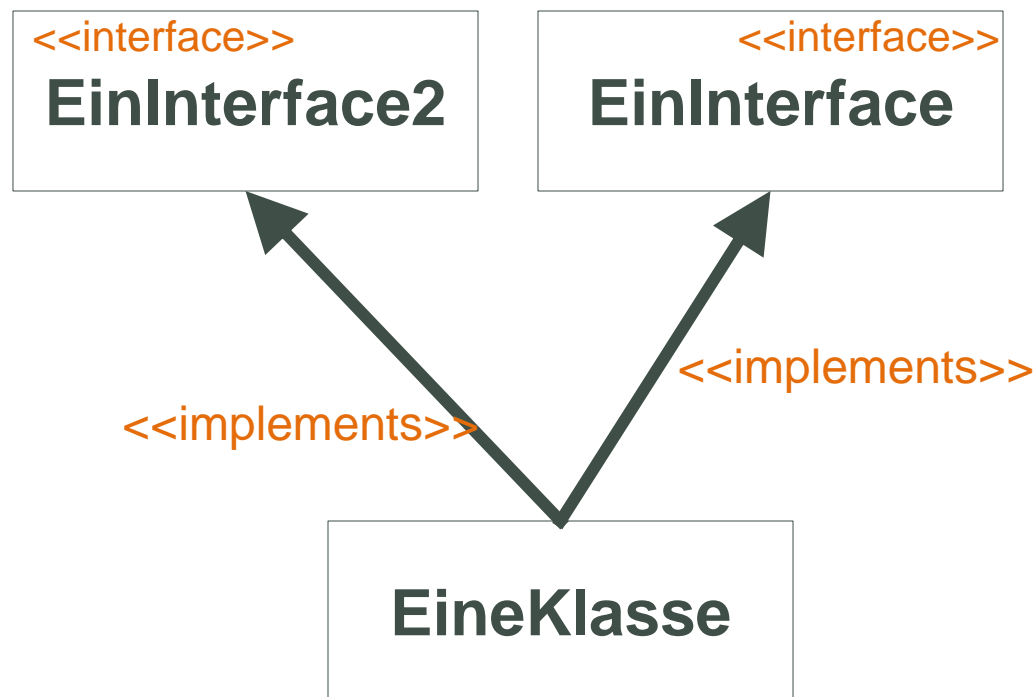 <<interface>>
EinInterface2
<<interface>>
EinInterface
<<implements>>
<<implements>>
EineKlasse